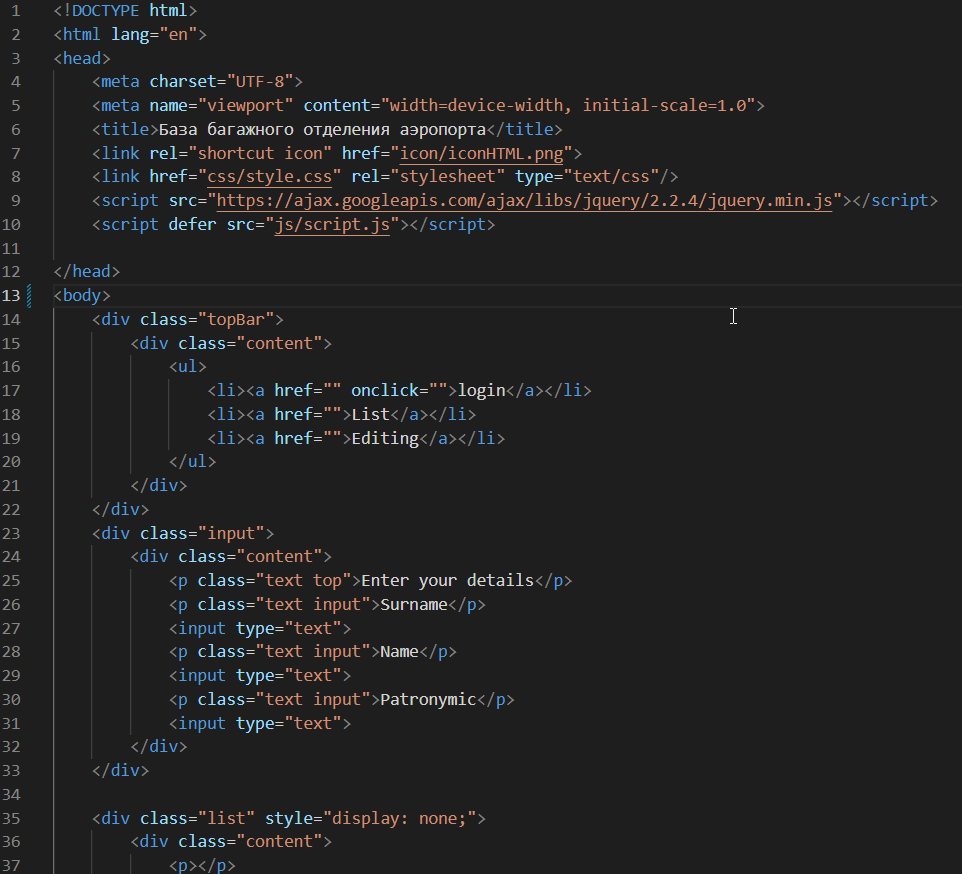 1 <!DOCTYPE html>
2 <html lang="en">
3 <head>
4     <meta charset="UTF-8">
5     <meta name="viewport" content="width=device-width, initial-scale=1.0">
6     <title>База багажного отделения аэропорта</title>
7     <link rel="shortcut icon" href="icon/iconHTML.png">
8     <link href="css/style.css" rel="stylesheet" type="text/css"/>
9     <script src="https://ajax.googleapis.com/ajax/libs/jquery/2.2.4/jquery.min.js"></script>
10     <script defer src="js/script.js"></script>
11
12 </head>
13 <body>
14     <div class="topBar">
15         <div class="content">
16             <ul>
17                 <li><a href="" onclick="">login</a></li>
18                 <li><a href="">List</a></li>
19                 <li><a href="">Editing</a></li>
20             </ul>
21         </div>
22     </div>
23     <div class="input">
24         <div class="content">
25             <p class="text top">Enter your details</p>
26             <p class="text input">Surname</p>
27             <input type="text">
28             <p class="text input">Name</p>
29             <input type="text">
30             <p class="text input">Patronymic</p>
31             <input type="text">
32         </div>
33     </div>
34
35     <div class="list" style="display: none;">
36         <div class="content">
37             <p></p>